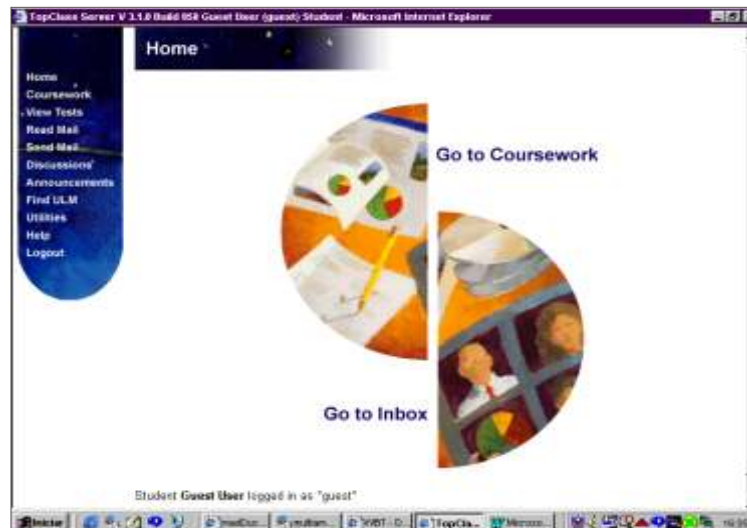 TopClass Server V 3.1.0 Build 058 Guest User (guest) Student - Microsoft Internet Explorer
Home
Home
Coursework
View Tests
Read Mail
Send Mail
Discussions
Announcements
Find ULM
Utilities
Help
Logout
Go to Coursework
Go to Inbox
Student Guest User logged in as "guest"
Iniciar